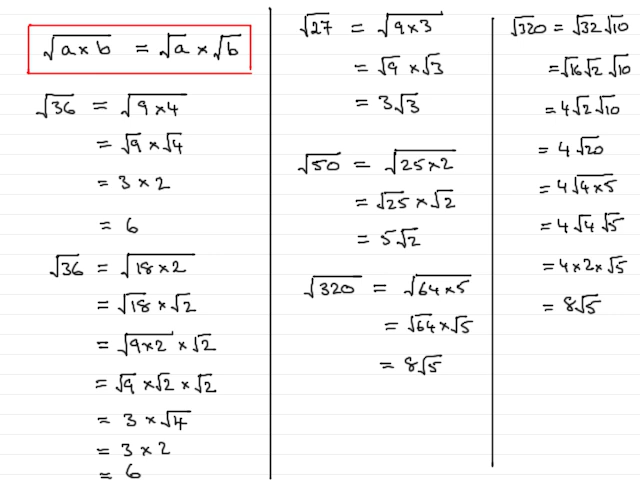 √(a×b) = √a × √b
√36 = √(9×4)
= √9 × √4
= 3 × 2
= 6
√36 = √(18×2)
= √18 × √2
= √(9×2) × √2
= √9 × √2 × √2
= 3 × √4
= 3 × 2
= 6
√27 = √(9×3)
= √9 × √3
= 3√3
√50 = √(25×2)
= √25 × √2
= 5√2
√320 = √(64×5)
= √64 × √5
= 8√5
√320 = √32 √10
= √16 √2 √10
= 4√2 √10
= 4 √20
= 4√(4×5)
= 4√4 √5
= 4×2×√5
= 8√5